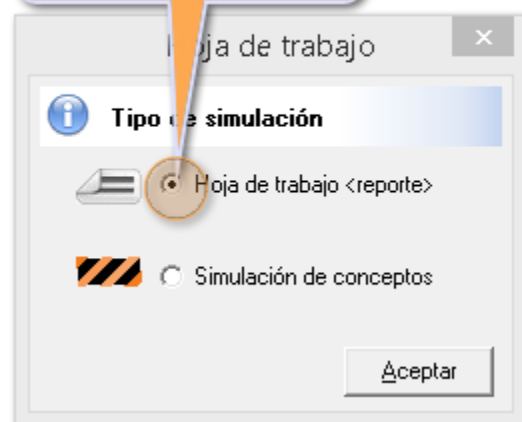 Hoja de trabajo
Tipo de simulación
Hoja de trabajo <reporte>
Simulación de conceptos
Aceptar